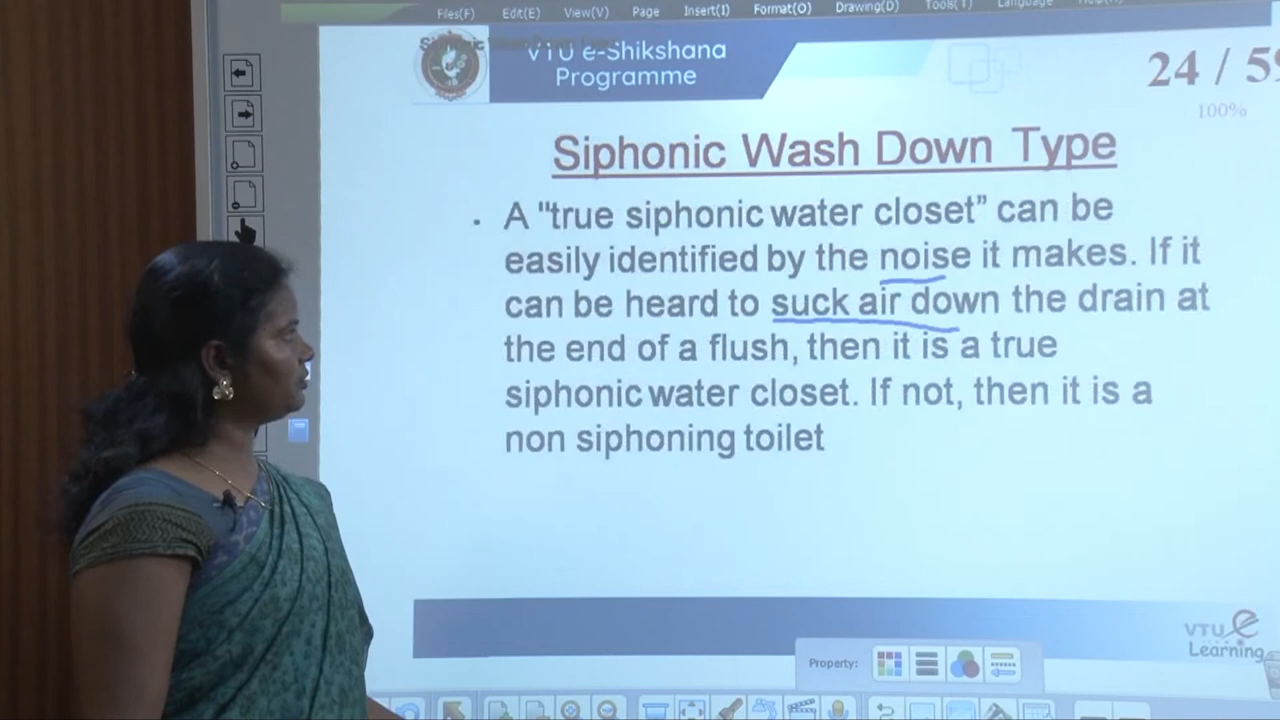 Files(F) Edit(E) View(V) Page Insert(I) Format(O) Drawing(D) Tools(T) Language
VTU e-Shikshana
Programme
24 / 59
100%
Siphonic Wash Down Type
· A "true siphonic water closet” can be
easily identified by the noise it makes. If it
can be heard to suck air down the drain at
the end of a flush, then it is a true
siphonic water closet. If not, then it is a
non siphoning toilet
VTU e
Learning
Property: